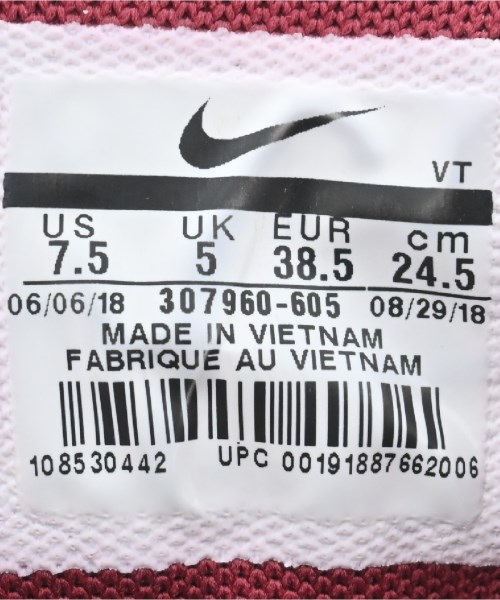 VT
US UK EUR cm
7.5 5 38.5 24.5
06/06/18 307960-605 08/29/18
MADE IN VIETNAM
FABRIQUE AU VIETNAM
108530442 UPC 00191887662006